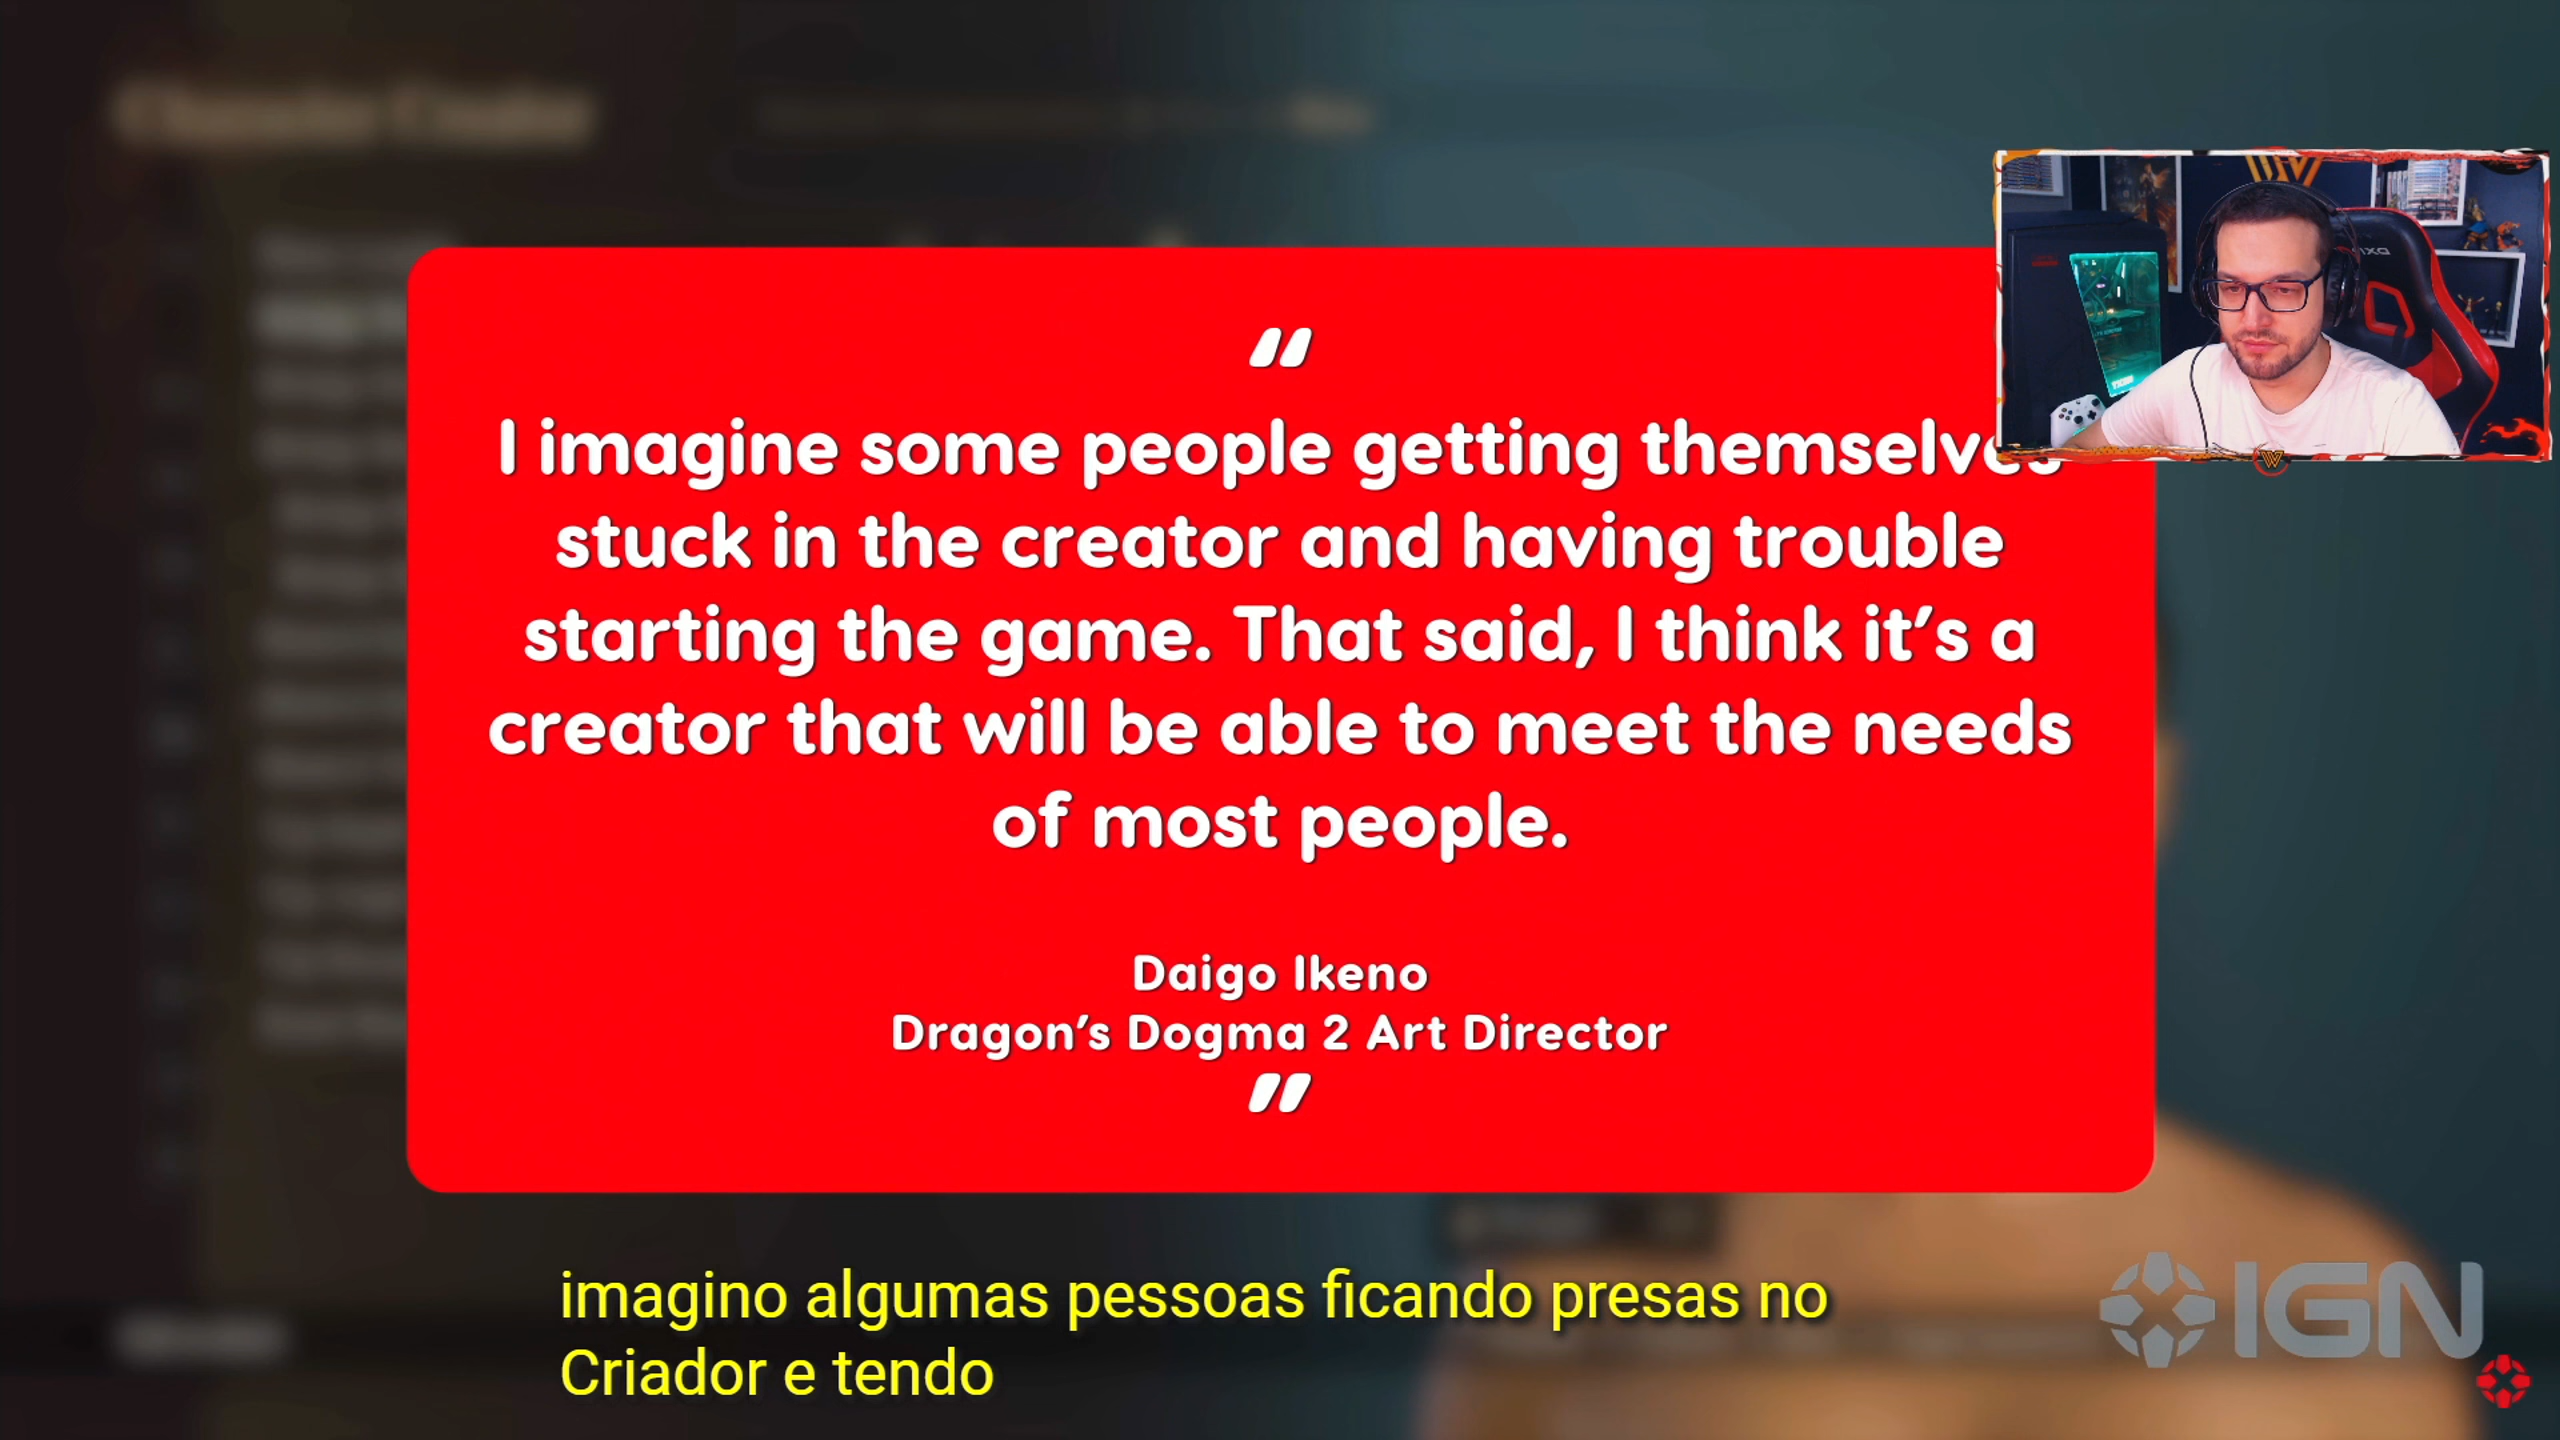 “
I imagine some people getting themselves
stuck in the creator and having trouble
starting the game. That said, I think it’s a
creator that will be able to meet the needs
of most people.
Daigo Ikeno
Dragon’s Dogma 2 Art Director
”
imagino algumas pessoas ficando presas no
Criador e tendo
IGN